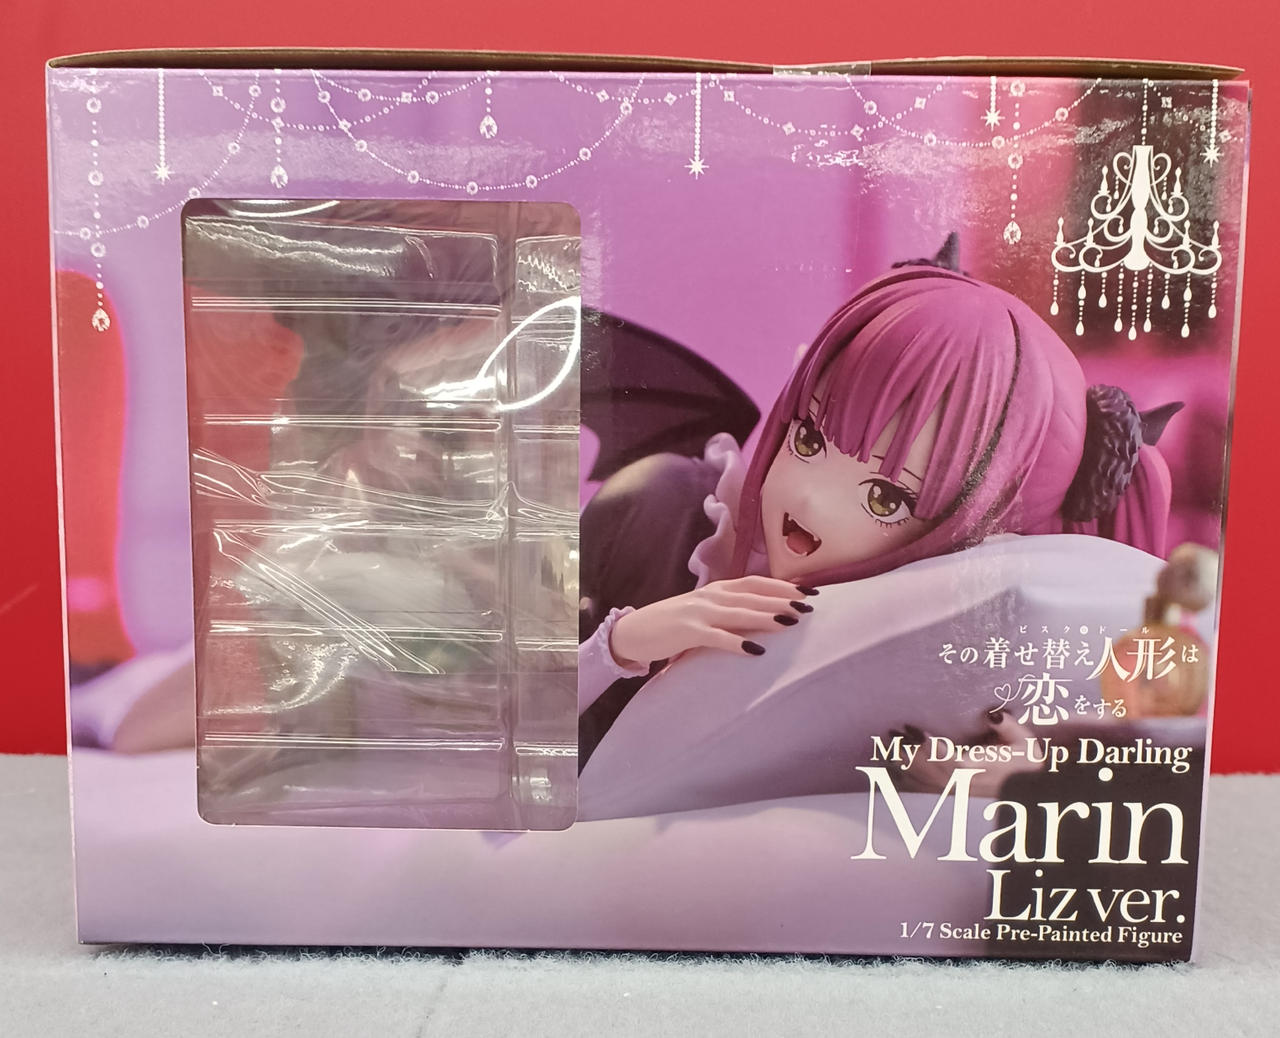 ビスク・ドール
その着せ替え人形は
恋をする
My Dress-Up Darling
Marin
Liz ver.
1/7 Scale Pre-Painted Figure